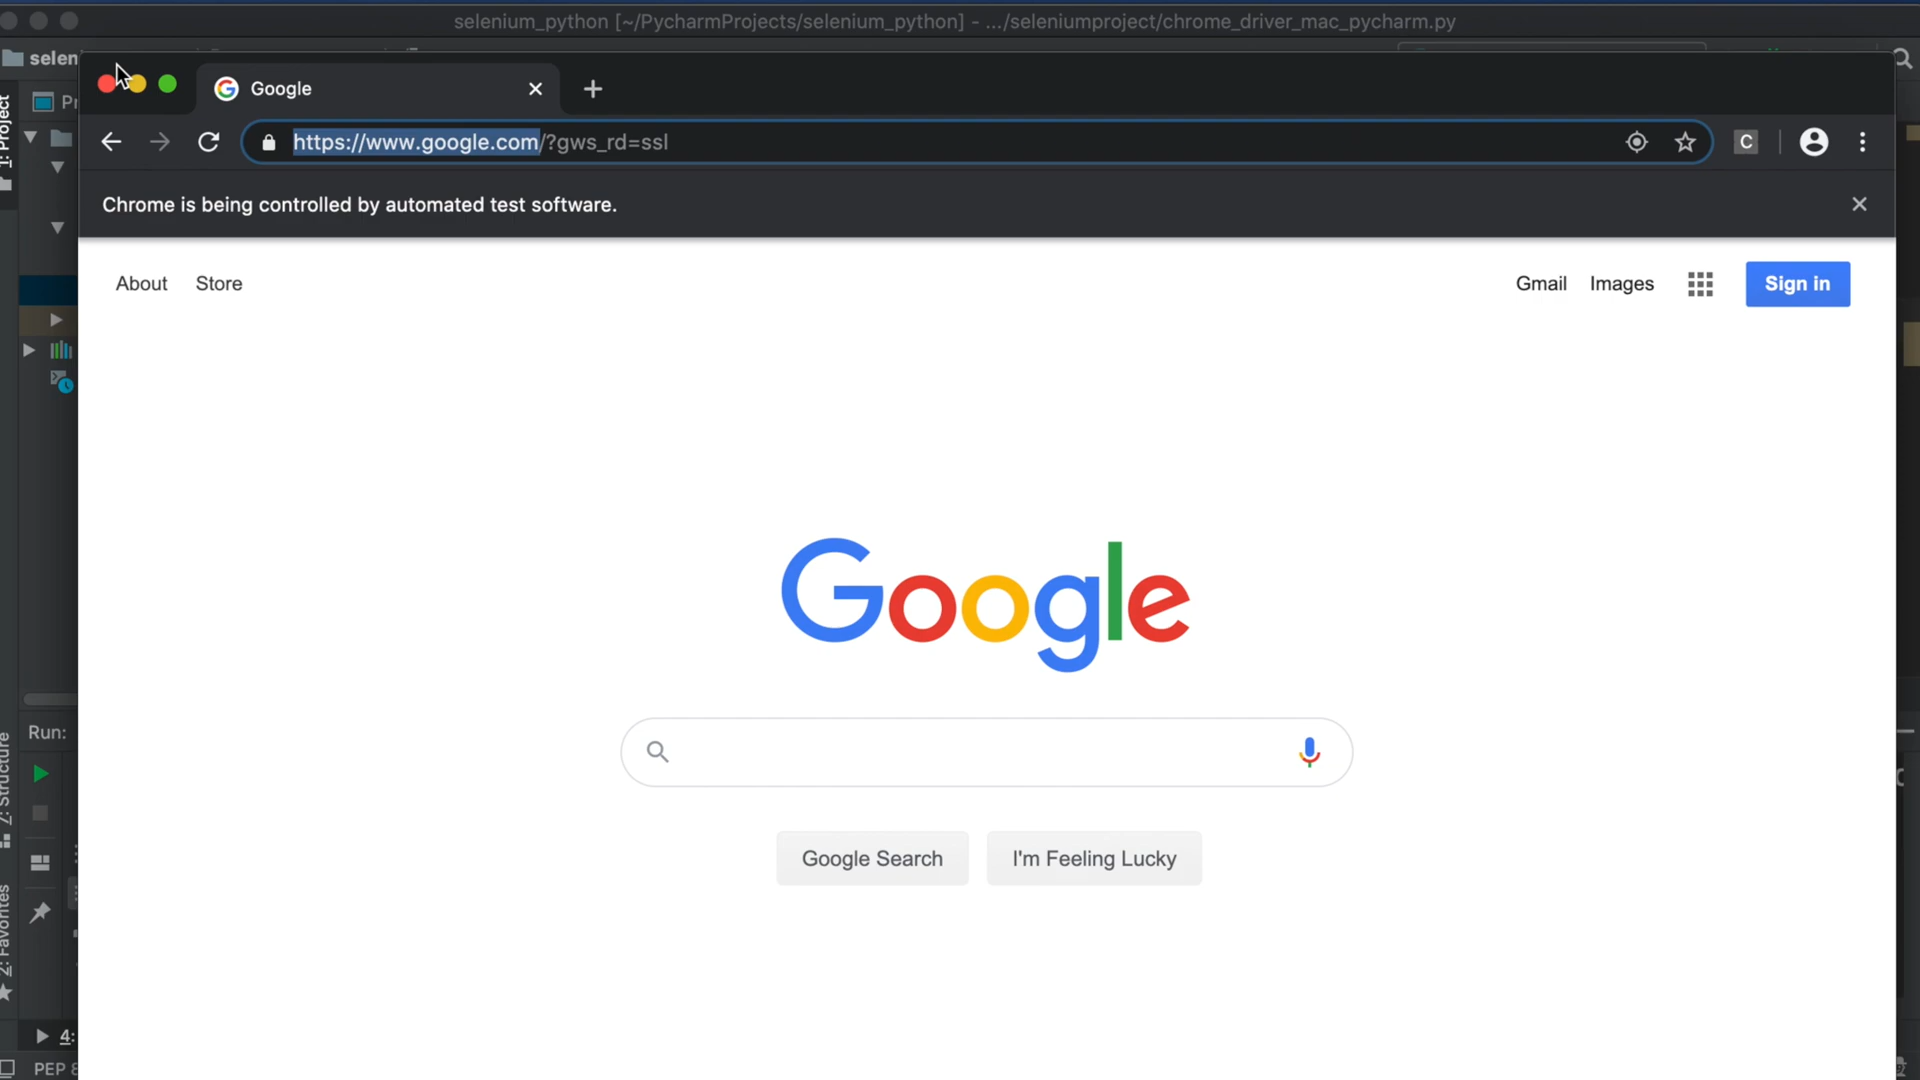 selenium_python [~/PycharmProjects/selenium_python] - .../seleniumproject/chrome_driver_mac_pycharm.py
selen
Google
1: Project
https://www.google.com/?gws_rd=ssl
C
Chrome is being controlled by automated test software.
About Store Gmail Images Sign in
Google
Run:
Google Search I'm Feeling Lucky
7: Structure
2: Favorites
4:
PEP 8